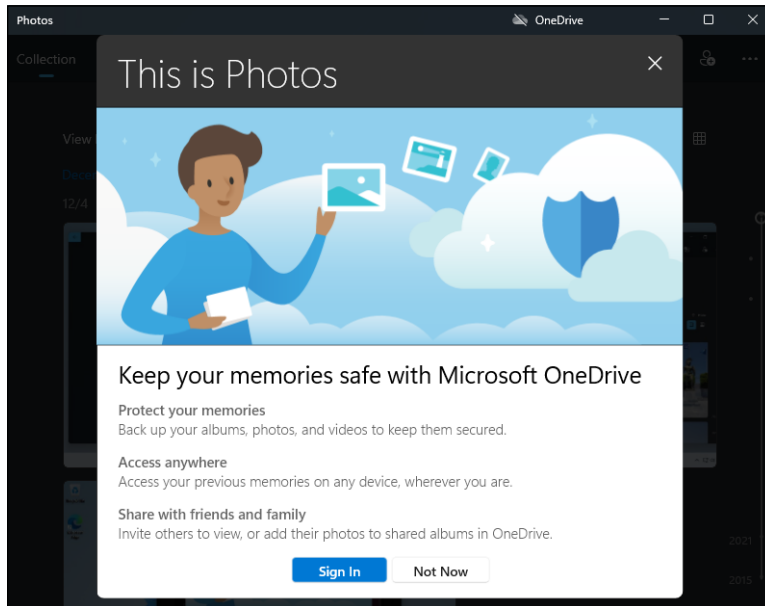 Photos
OneDrive
Collection
This is Photos
View
12/4
Keep your memories safe with Microsoft OneDrive
Protect your memories
Back up your albums, photos, and videos to keep them secured.
Access anywhere
Access your previous memories on any device, wherever you are.
Share with friends and family
Invite others to view, or add their photos to shared albums in OneDrive.
2021
Sign In Not Now
2015